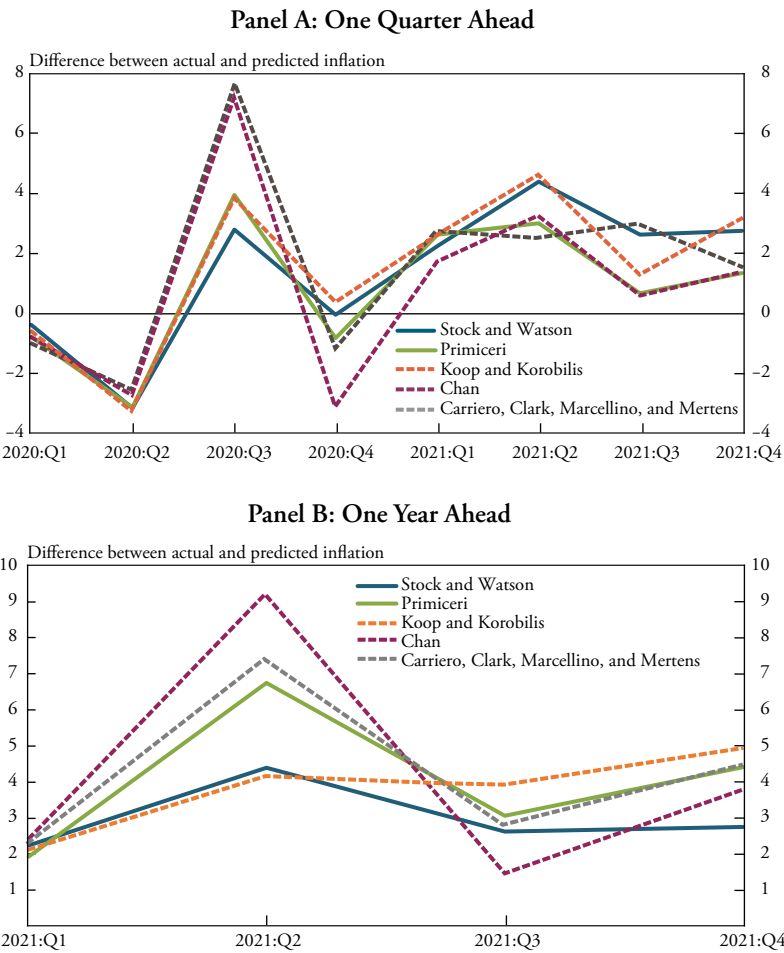 Panel A: One Quarter Ahead
Difference between actual and predicted inflation
8 8
6 6
4 4
2 2
0 0
Stock and Watson
Primiceri
–2 –2
Koop and Korobilis
Chan
Carriero, Clark, Marcellino, and Mertens
–4 –4
2020:Q1 2020:Q2 2020:Q3 2020:Q4 2021:Q1 2021:Q2 2021:Q3 2021:Q4
Panel B: One Year Ahead
Difference between actual and predicted inflation
10 10
Stock and Watson
9 9
Primiceri
Koop and Korobilis
8 8
Chan
Carriero, Clark, Marcellino, and Mertens
7 7
6 6
5 5
4 4
3 3
2 2
1 1
2021:Q1 2021:Q2 2021:Q3 2021:Q4